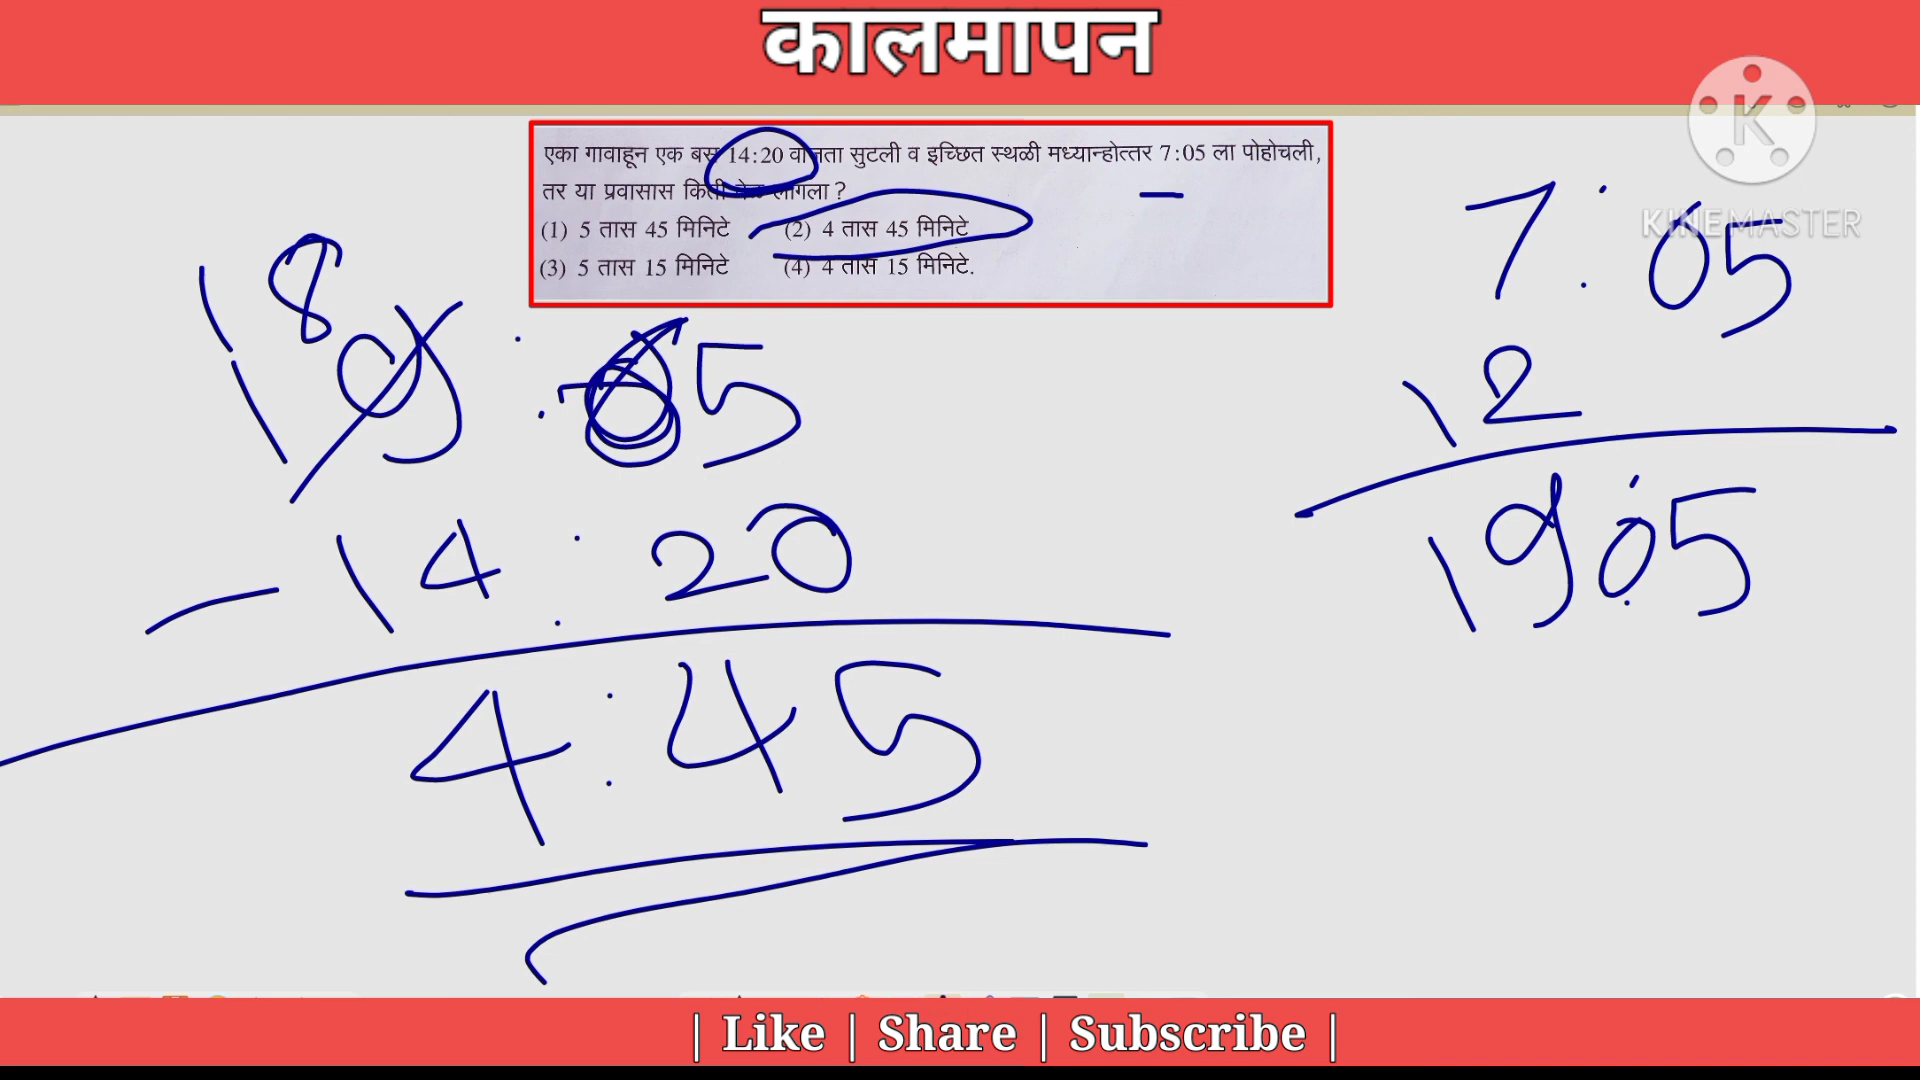 कालमापन
एका गावाहून एक बस 14:20 वाजता सुटली व इच्छित स्थळी मध्यान्होत्तर 7:05 ला पोहोचली,
तर या प्रवासास किती वेळ लागला?
(1) 5 तास 45 मिनिटे (2) 4 तास 45 मिनिटे
(3) 5 तास 15 मिनिटे (4) 4 तास 15 मिनिटे.
K
KINEMASTER
7:05
12
19:05
18
- 14:20
4:45
| Like | Share | Subscribe |